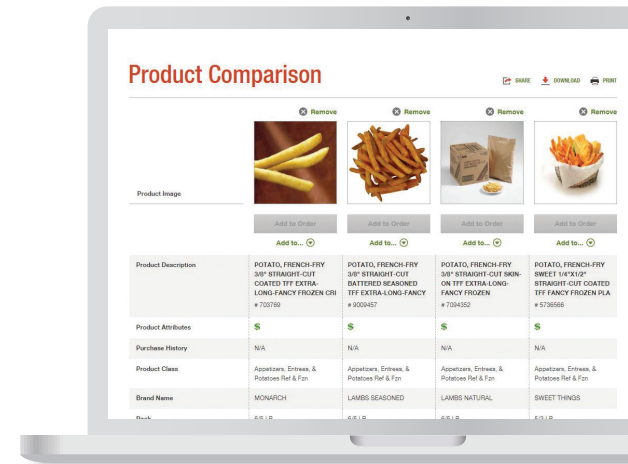 Product Comparison
SHARE
DOWNLOAD
PRINT
Remove
Remove
Remove
Remove
Product Image
Add to Order
Add to Order
Add to Order
Add to Order
Add to...
Add to...
Add to...
Add to...
Product Description
POTATO, FRENCH-FRY
3/8" STRAIGHT-CUT
COATED TFF EXTRA-
LONG-FANCY FROZEN CRI
# 703769
POTATO, FRENCH-FRY
3/8" STRAIGHT-CUT
BATTERED SEASONED
TFF EXTRA-LONG-FANCY
# 9009457
POTATO, FRENCH-FRY
3/8" STRAIGHT-CUT SKIN-
ON TFF EXTRA-LONG-
FANCY FROZEN
# 7094352
POTATO, FRENCH-FRY
SWEET 1/4"X1/2"
STRAIGHT-CUT COATED
TFF FANCY FROZEN PLA
# 5736566
Product Attributes
$
$
$
$
Purchase History
N/A
N/A
N/A
N/A
Product Class
Appetizers, Entrees, &
Potatoes Ref & Fzn
Appetizers, Entrees, &
Potatoes Ref & Fzn
Appetizers, Entrees, &
Potatoes Ref & Fzn
Appetizers, Entrees, &
Potatoes Ref & Fzn
Brand Name
MONARCH
LAMBS SEASONED
LAMBS NATURAL
SWEET THINGS